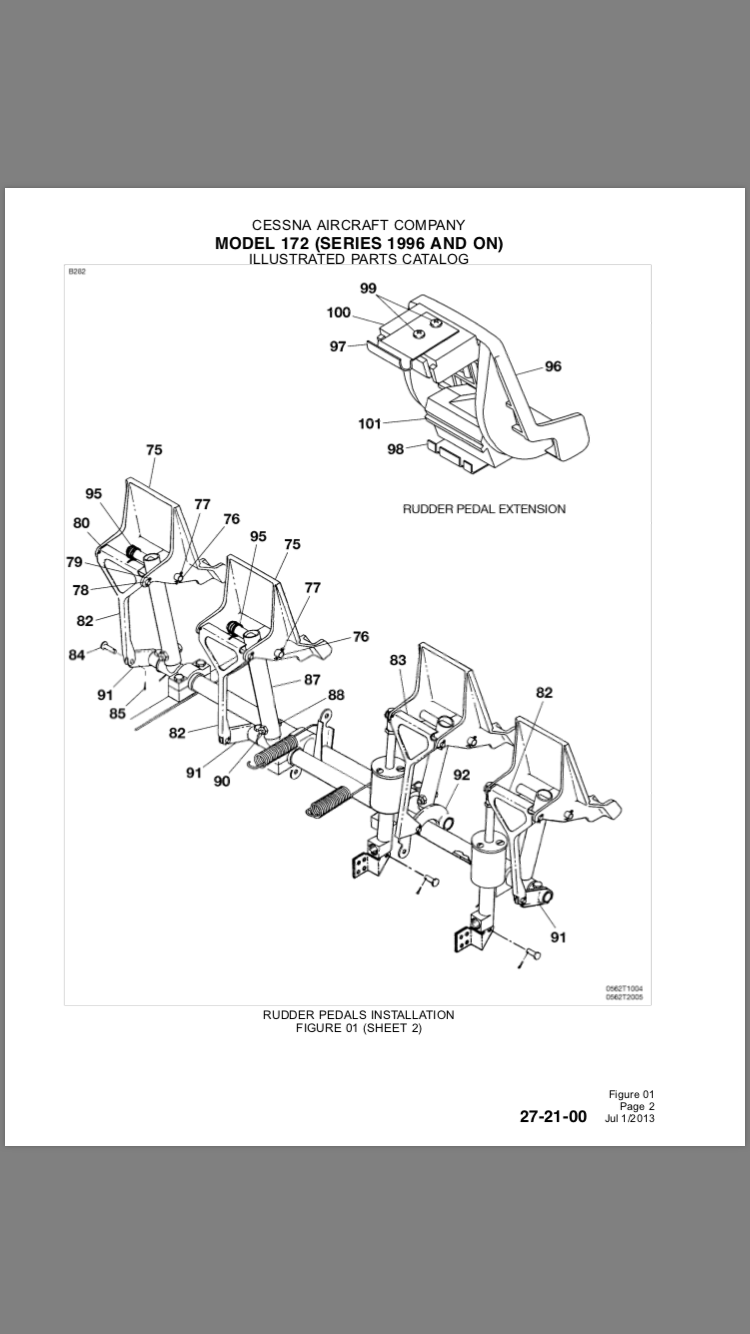 CESSNA AIRCRAFT COMPANY
MODEL 172 (SERIES 1996 AND ON)
ILLUSTRATED PARTS CATALOG
B282
99
100
97
96
101
98
RUDDER PEDAL EXTENSION
75
95
77
80
76
95
75
79
78
77
82
76
84
83
87
91
82
88
85
82
92
91
90
91
0562T1004
0562T2005
RUDDER PEDALS INSTALLATION
FIGURE 01 (SHEET 2)
Figure 01
Page 2
27-21-00 Jul 1/2013